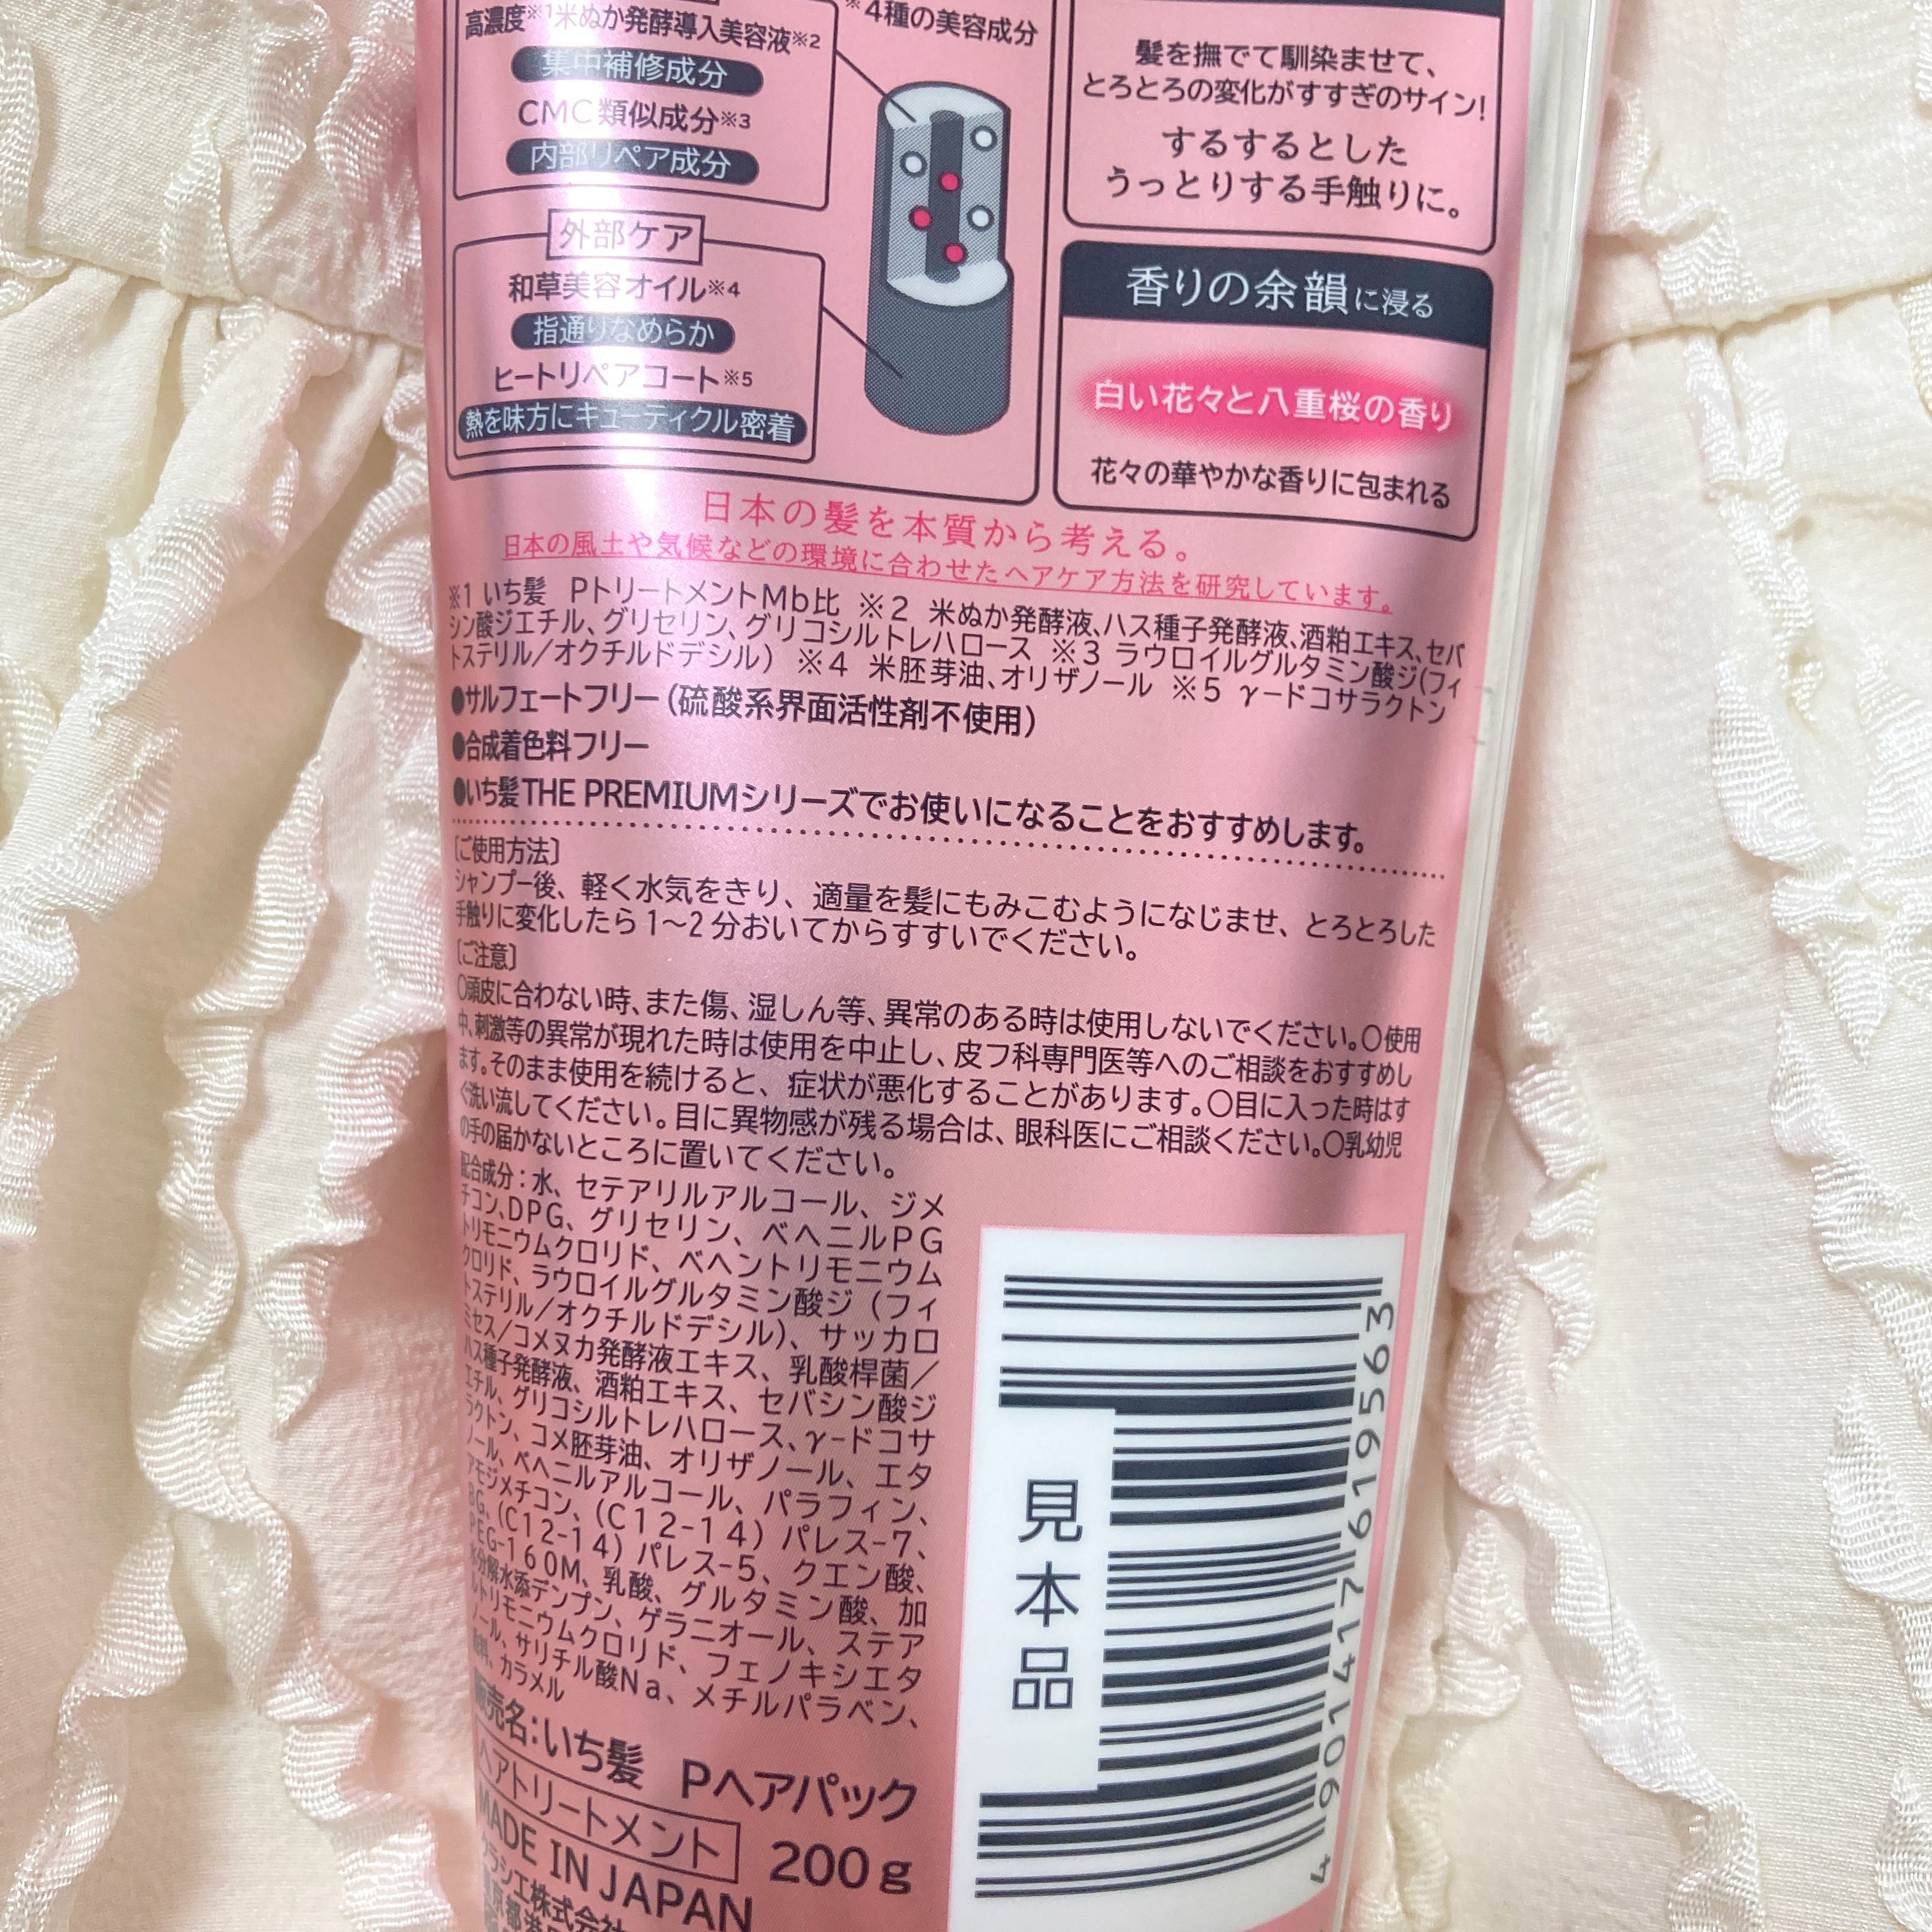 高濃度※1米ぬか発酵導入美容液※2
集中補修成分
CMC類似成分※3
内部リペア成分
外部ケア
和草美容オイル※4
指通りなめらか
ヒートリペアコート※5
熱を味方にキューティクル密着
※4種の美容成分
髪を撫でて馴染ませて、
とろとろの変化がすすぎのサイン!
するするとした
うっとりする手触りに。
香りの余韻に浸る
白い花々と八重桜の香り
花々の華やかな香りに包まれる
日本の髪を本質から考える。
日本の風土や気候などの環境に合わせたヘアケア方法を研究しています。
※1 いち髪 PトリートメントMb比 ※2 米ぬか発酵液、ハス種子発酵液、酒粕エキス、セバ
シン酸ジエチル、グリセリン、グリコシルトレハロース ※3 ラウロイルグルタミン酸ジ(フィ
トステリル/オクチルドデシル) ※4 米胚芽油、オリザノール ※5 γ-ドコサラクトン
●サルフェートフリー(硫酸系界面活性剤不使用)
●合成着色料フリー
●いち髪THE PREMIUMシリーズでお使いになることをおすすめします。
〔ご使用方法〕
シャンプー後、軽く水気をきり、適量を髪にもみこむようになじませ、とろとろした
手触りに変化したら1~2分おいてからすすいでください。
〔ご注意〕
○頭皮に合わない時、また傷、湿しん等、異常のある時は使用しないでください。○使用
中、刺激等の異常が現れた時は使用を中止し、皮フ科専門医等へのご相談をおすすめし
ます。そのまま使用を続けると、症状が悪化することがあります。○目に入った時はす
ぐ洗い流してください。目に異物感が残る場合は、眼科医にご相談ください。○乳幼児
の手の届かないところに置いてください。
配合成分:水、セテアリルアルコール、ジメ
チコン、DPG、グリセリン、ベヘニルPG
トリモニウムクロリド、ベヘントリモニウム
クロリド、ラウロイルグルタミン酸ジ(フィ
トステリル/オクチルドデシル)、サッカロ
ミセス/コメヌカ発酵液エキス、乳酸桿菌/
ハス種子発酵液、酒粕エキス、セバシン酸ジ
エチル、グリコシルトレハロース、γ-ドコサ
ラクトン、コメ胚芽油、オリザノール、エタ
ノール、ベヘニルアルコール、パラフィン、
アモジメチコン、(C12-14)パレス-7、
BG、(C12-14)パレス-5、クエン酸、
PEG-160M、乳酸、グルタミン酸、加
水分解水添デンプン、ゲラニオール、ステア
ルトリモニウムクロリド、フェノキシエタ
ノール、サリチル酸Na、メチルパラベン、
香料、カラメル
販売名:いち髪 Pヘアパック
ヘアトリートメント 200g
MADE IN JAPAN
クラシエ株式会社
見本品
4901417619563